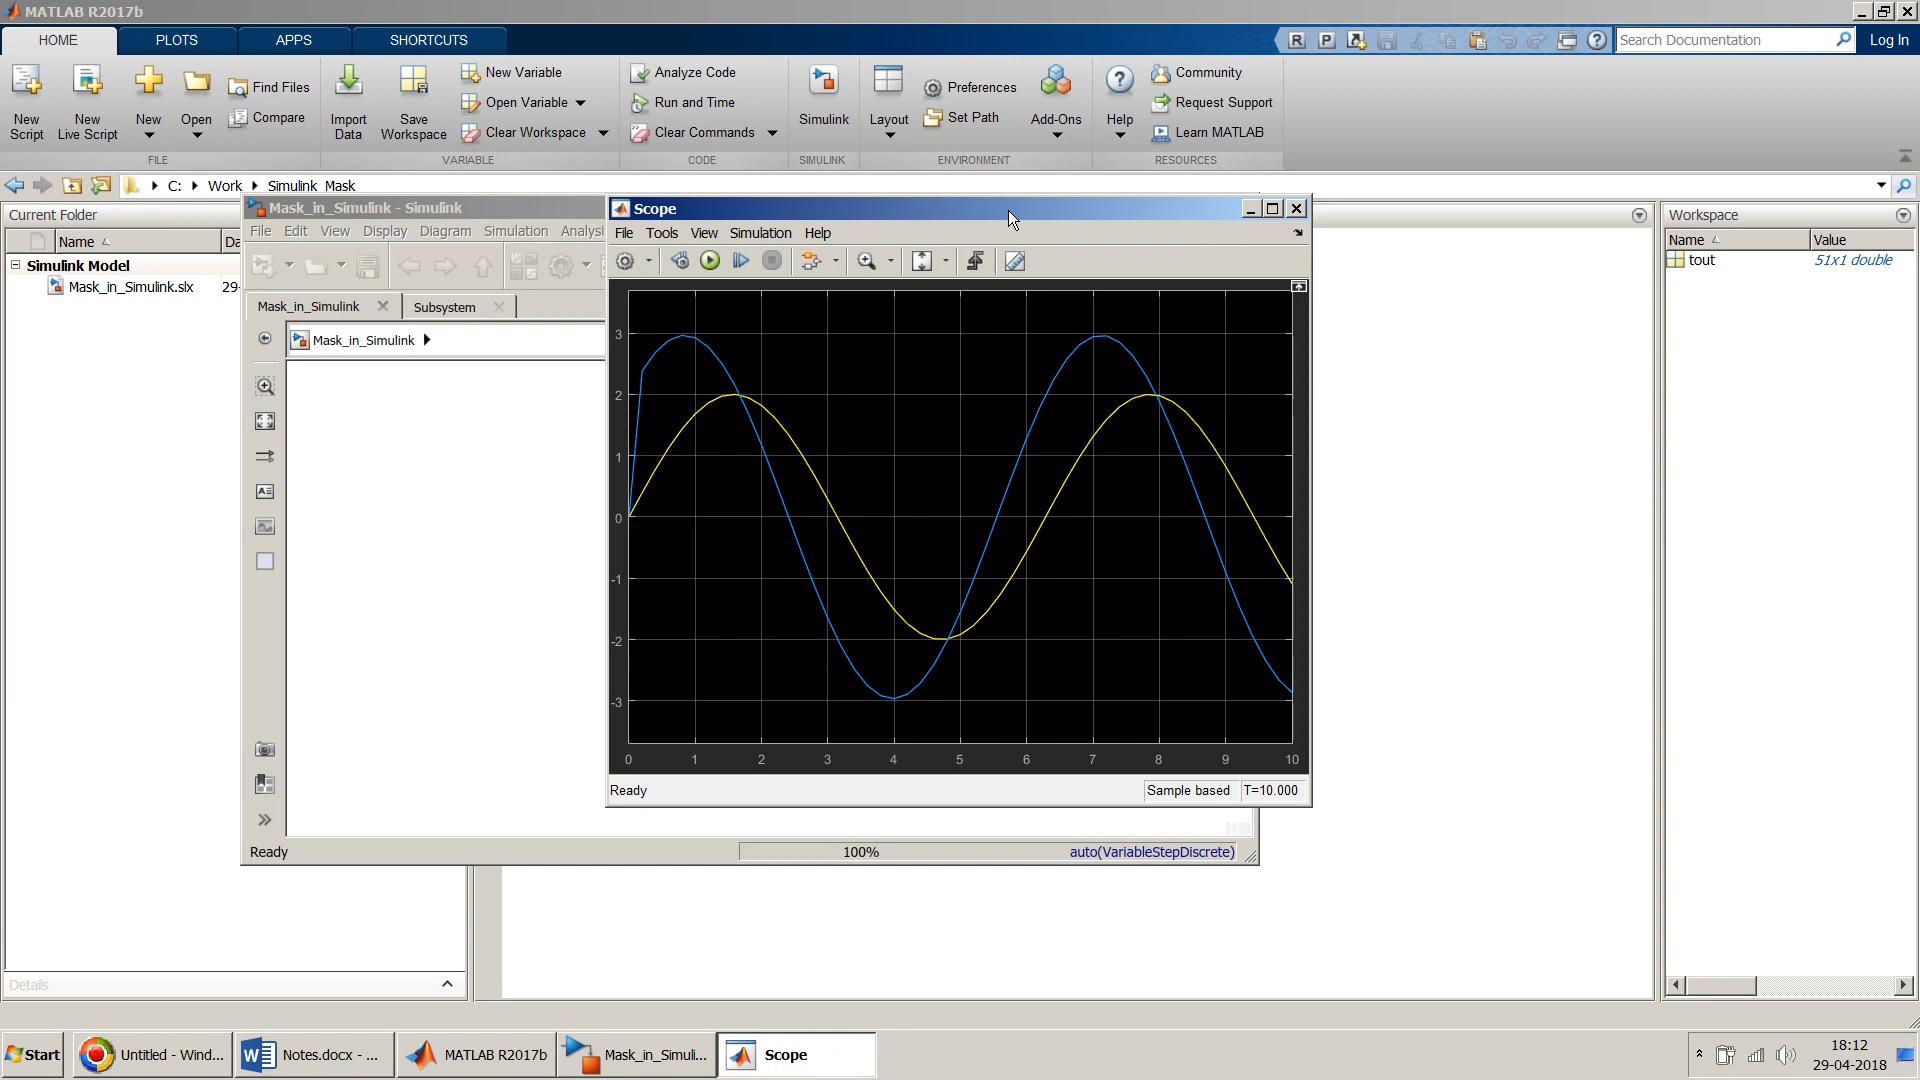 MATLAB R2017b
HOME PLOTS APPS SHORTCUTS
Search Documentation Log In
New Script
New Live Script
New
Open
Find Files
Compare
FILE
Import Data
Save Workspace
New Variable
Open Variable
Clear Workspace
VARIABLE
Analyze Code
Run and Time
Clear Commands
CODE
Simulink
SIMULINK
Layout
Preferences
Set Path
Add-Ons
ENVIRONMENT
Help
Community
Request Support
Learn MATLAB
RESOURCES
C: Work Simulink Mask
Current Folder
Name Da
Simulink Model
Mask_in_Simulink.slx 29-
Details
Mask_in_Simulink - Simulink
File Edit View Display Diagram Simulation Analysi
Mask_in_Simulink Subsystem
Mask_in_Simulink
Ready 100% auto(VariableStepDiscrete)
Scope
File Tools View Simulation Help
3
2
1
0
-1
-2
-3
0 1 2 3 4 5 6 7 8 9 10
Ready Sample based T=10.000
Workspace
Name Value
tout 51x1 double
Start Untitled - Wind... Notes.docx - ... MATLAB R2017b Mask_in_Simuli... Scope
18:12
29-04-2018